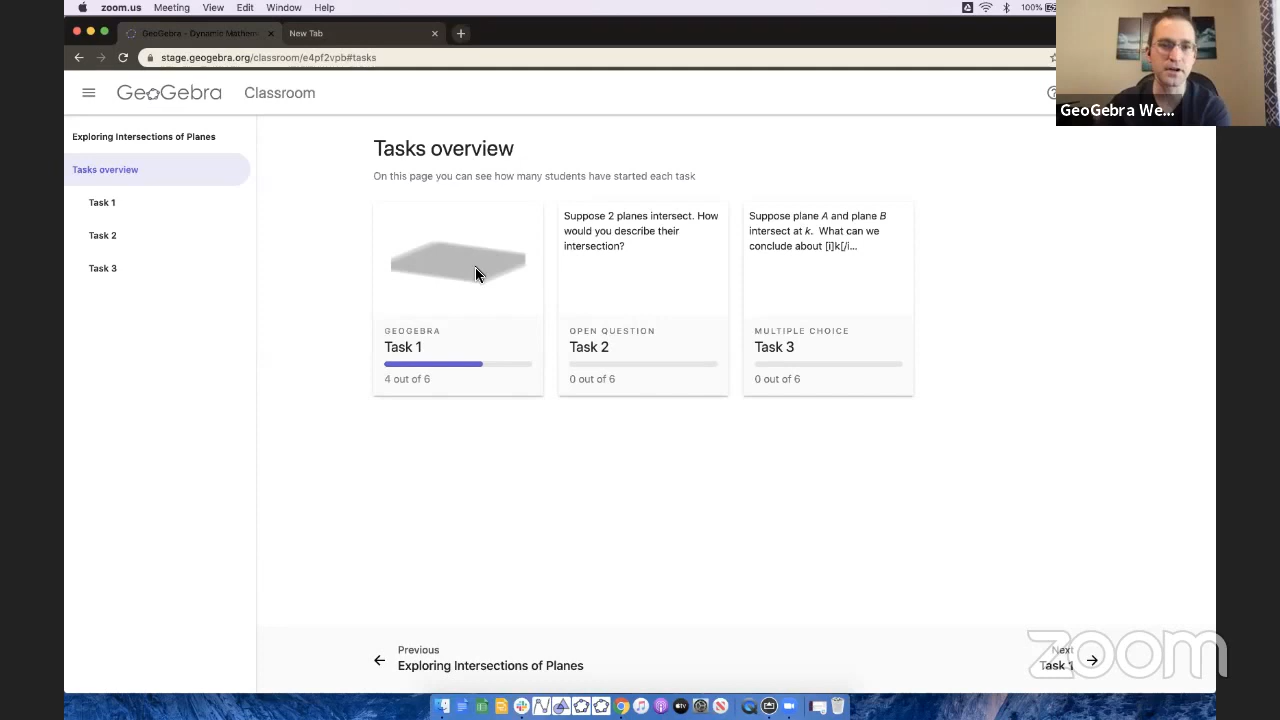 zoom.us Meeting View Edit Window Help
100%
GeoGebra - Dynamic Mathem
New Tab
stage.geogebra.org/classroom/e4pf2vpb#tasks
GeoGebra Classroom
GeoGebra We...
Exploring Intersections of Planes
Tasks overview
Task 1
Task 2
Task 3
Tasks overview
On this page you can see how many students have started each task
GEOGEBRA
Task 1
4 out of 6
Suppose 2 planes intersect. How
would you describe their
intersection?
OPEN QUESTION
Task 2
0 out of 6
Suppose plane A and plane B
intersect at k. What can we
conclude about [i]k[/i...
MULTIPLE CHOICE
Task 3
0 out of 6
Previous
Exploring Intersections of Planes
Next
Task 1
zoom